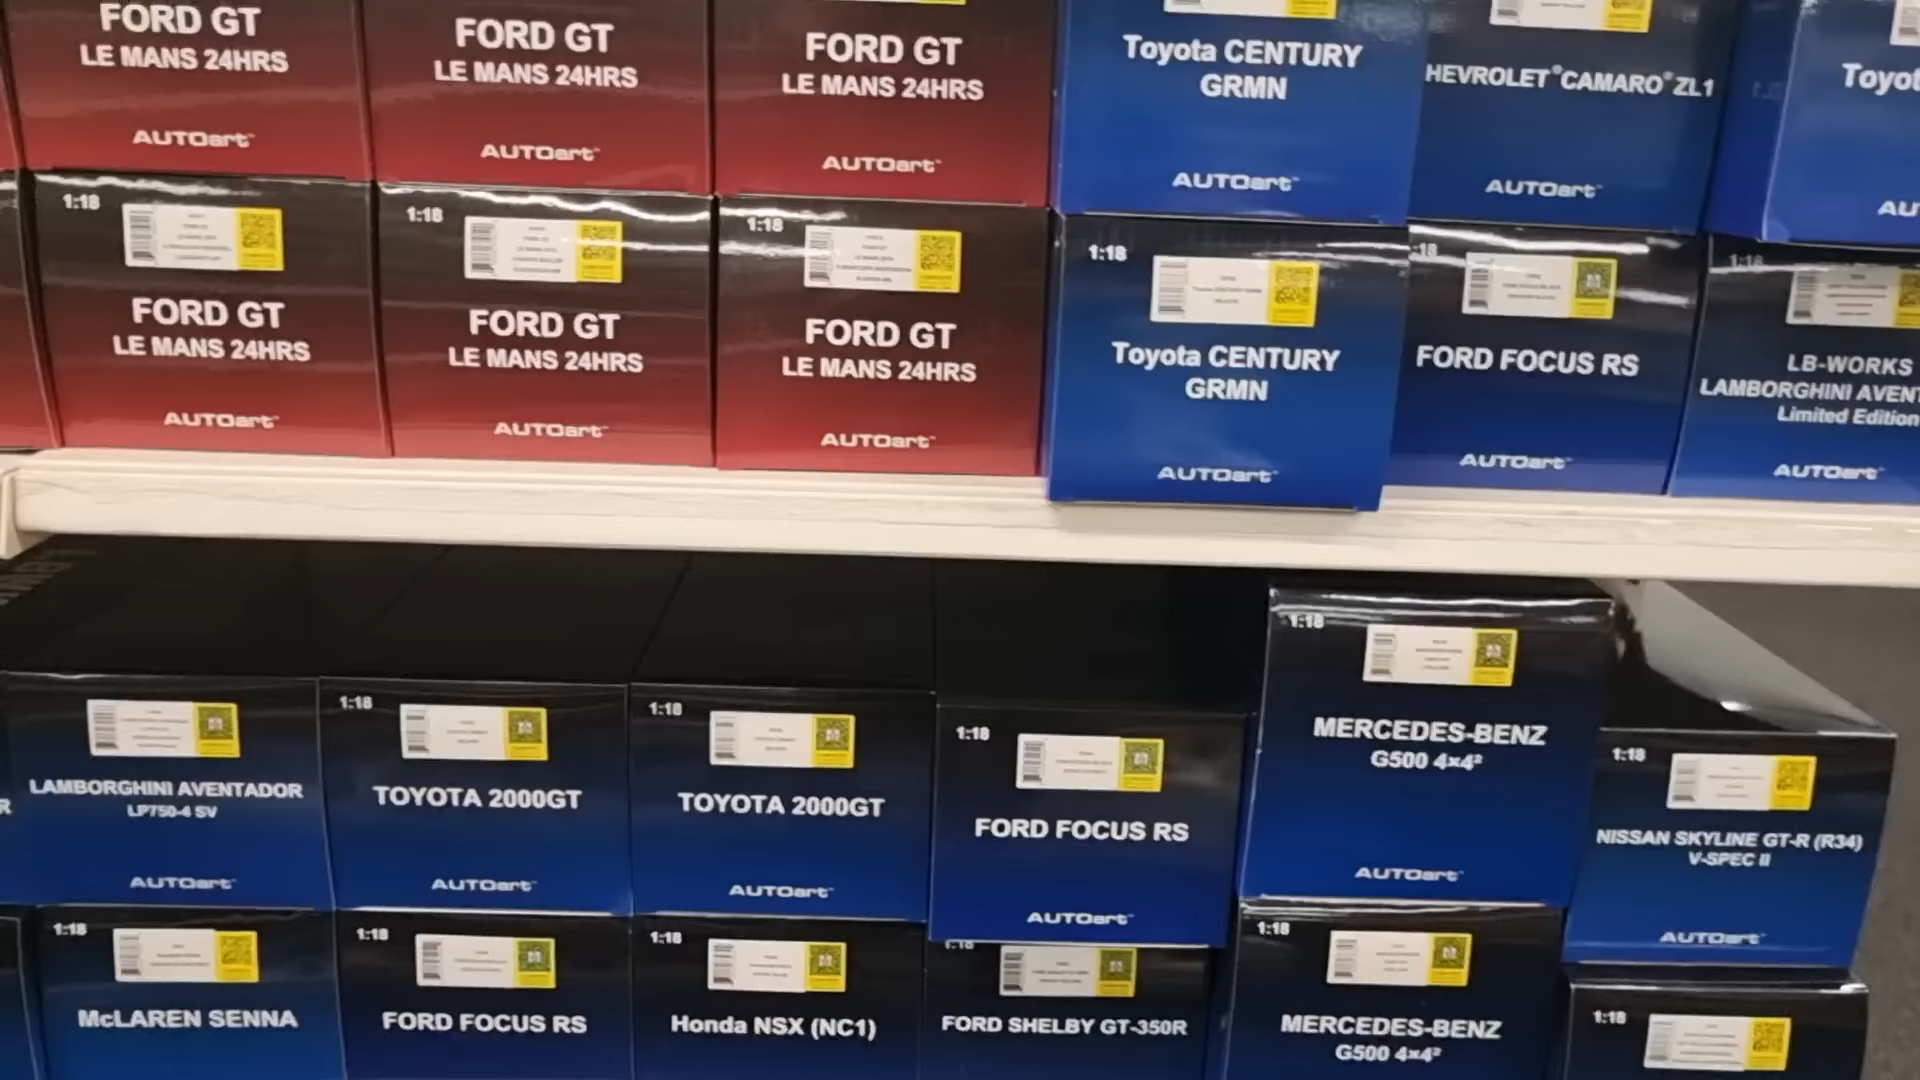 FORD GT
LE MANS 24HRS
AUTOart
FORD GT
LE MANS 24HRS
AUTOart
FORD GT
LE MANS 24HRS
AUTOart
Toyota CENTURY
GRMN
AUTOart
HEVROLET® CAMARO® ZL1
AUTOart
Toyot
AU
1:18
FORD GT
LE MANS 24HRS
AUTOart
1:18
FORD GT
LE MANS 24HRS
AUTOart
1:18
FORD GT
LE MANS 24HRS
AUTOart
1:18
Toyota CENTURY
GRMN
AUTOart
:18
FORD FOCUS RS
AUTOart
1:18
LB-WORKS
LAMBORGHINI AVENT
Limited Edition
AUTOart
R
LAMBORGHINI AVENTADOR
LP750-4 SV
AUTOart
1:18
TOYOTA 2000GT
AUTOart
1:18
TOYOTA 2000GT
AUTOart
1:18
FORD FOCUS RS
AUTOart
1:18
MERCEDES-BENZ
G500 4×4²
AUTOart
1:18
NISSAN SKYLINE GT-R (R34)
V-SPEC II
AUTOart
1:18
McLAREN SENNA
1:18
FORD FOCUS RS
1:18
Honda NSX (NC1)
1:18
FORD SHELBY GT-350R
1:18
MERCEDES-BENZ
G500 4×4²
1:18